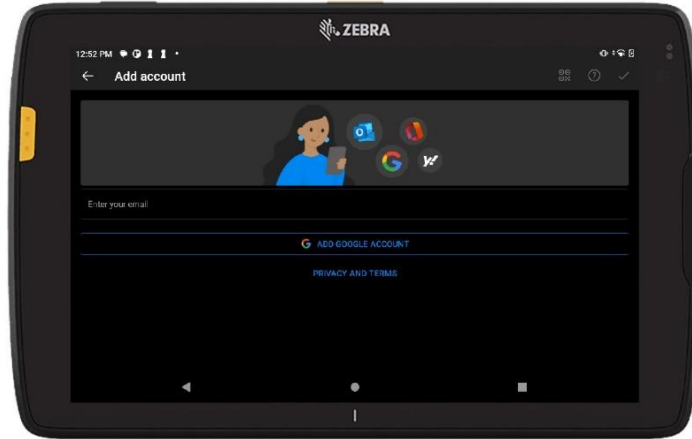 ZEBRA
12:52 PM
Add account
Enter your email
G ADD GOOGLE ACCOUNT
PRIVACY AND TERMS